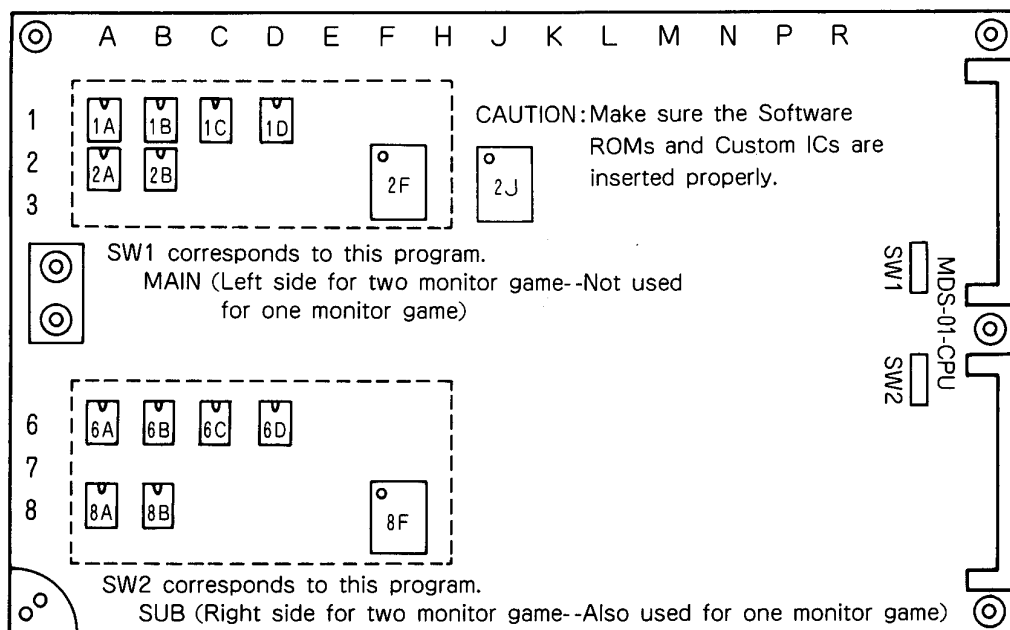 A B C D E F H J K L M N P R
1
1A 1B 1C 1D
CAUTION: Make sure the Software
ROMs and Custom ICs are
inserted properly.
2
2A 2B 2F 2J
3
SW1 corresponds to this program.
MAIN (Left side for two monitor game--Not used
for one monitor game)
SW1
MDS-01-CPU
SW2
6
6A 6B 6C 6D
7
8
8A 8B 8F
SW2 corresponds to this program.
SUB (Right side for two monitor game--Also used for one monitor game)